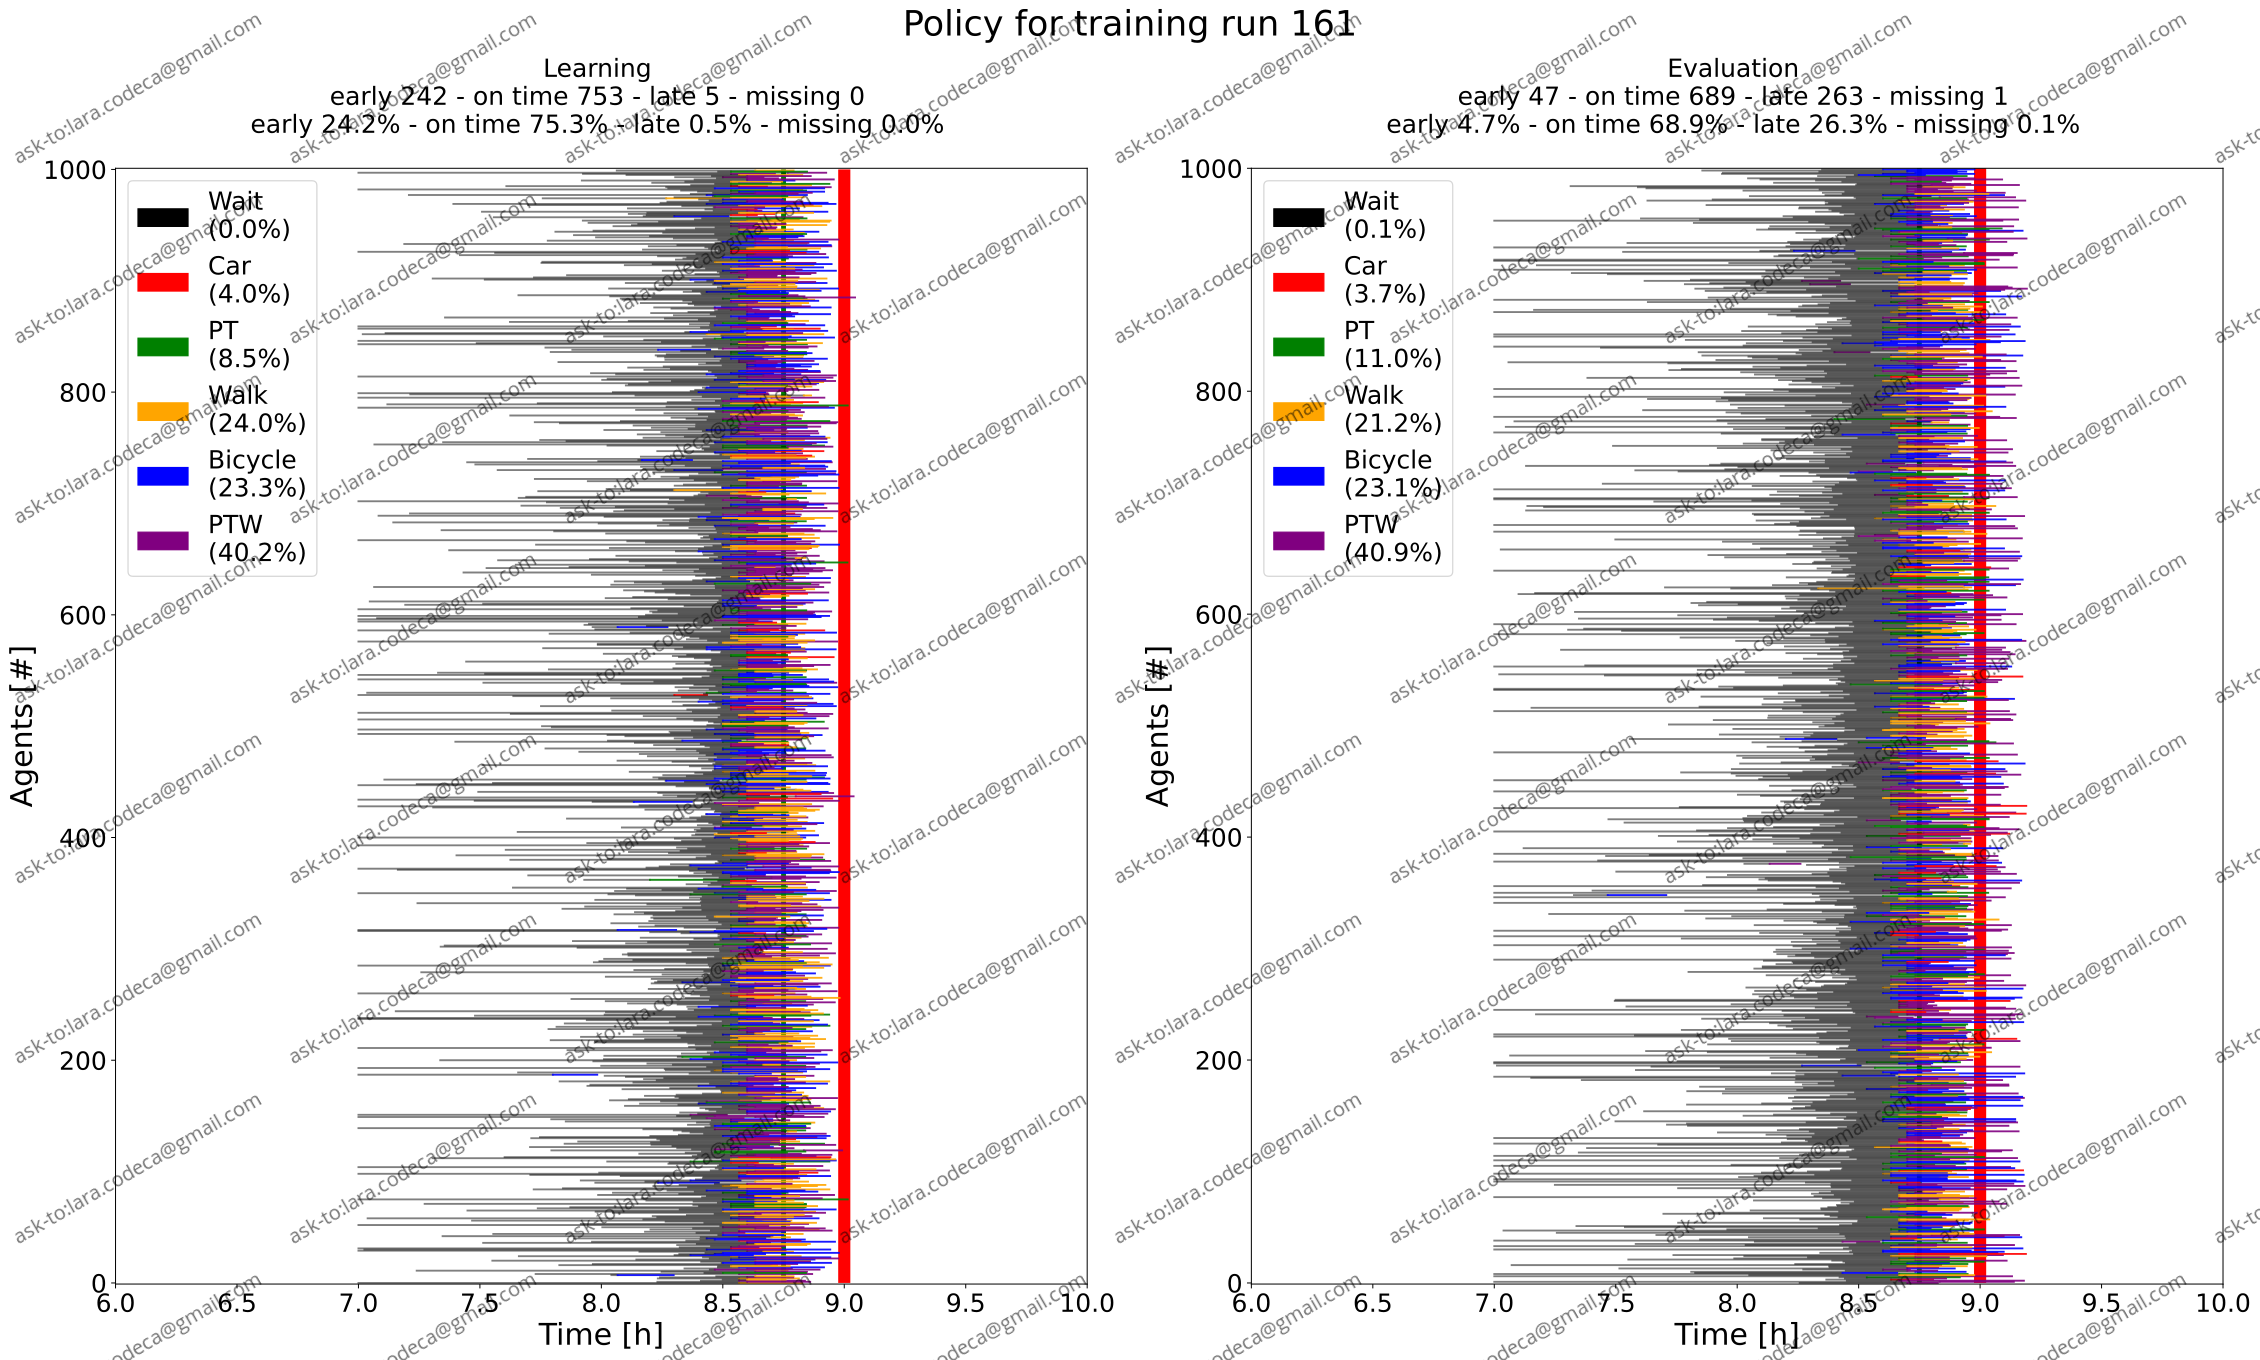 Policy for training run 161
Learning
early 242 - on time 753 - late 5 - missing 0
early 24.2% - on time 75.3% - late 0.5% - missing 0.0%
1000
800
600
400
200
0
Agents [#]
Wait
(0.0%)
Car
(4.0%)
PT
(8.5%)
Walk
(24.0%)
Bicycle
(23.3%)
PTW
(40.2%)
6.0 6.5 7.0 7.5 8.0 8.5 9.0 9.5 10.0
Time [h]
Evaluation
early 47 - on time 689 - late 263 - missing 1
early 4.7% - on time 68.9% - late 26.3% - missing 0.1%
1000
800
600
400
200
0
Agents [#]
Wait
(0.1%)
Car
(3.7%)
PT
(11.0%)
Walk
(21.2%)
Bicycle
(23.1%)
PTW
(40.9%)
6.0 6.5 7.0 7.5 8.0 8.5 9.0 9.5 10.0
Time [h]
ask-to:lara.codeca@gmail.com